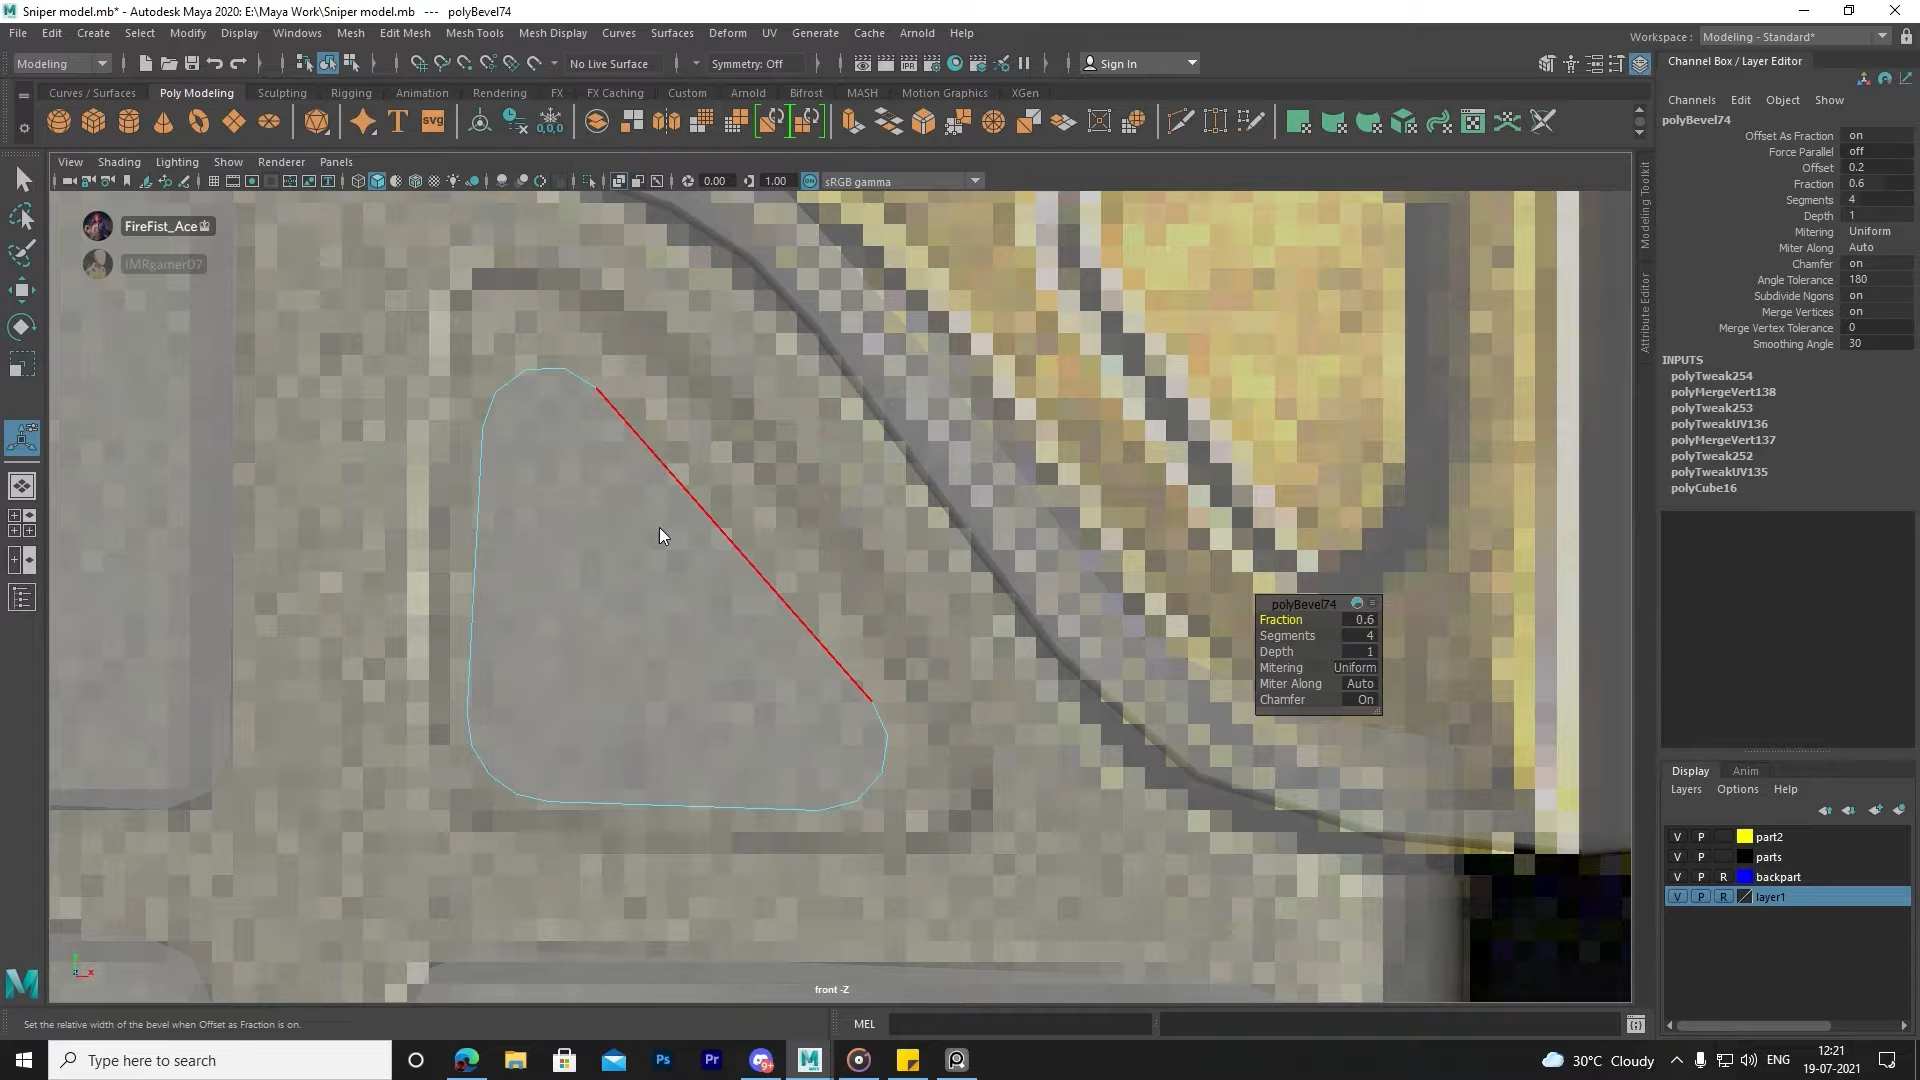 Sniper model.mb* - Autodesk Maya 2020: E:\Maya Work\Sniper model.mb   ---   polyBevel74
File Edit Create Select Modify Display Windows Mesh Edit Mesh Mesh Tools Mesh Display Curves Surfaces Deform UV Generate Cache Arnold Help
Workspace : Modeling - Standard*
Modeling No Live Surface Symmetry: Off Sign In
Curves / Surfaces Poly Modeling Sculpting Rigging Animation Rendering FX FX Caching Custom Arnold Bifrost MASH Motion Graphics XGen
T svg 0,0,0
IPR
View Shading Lighting Show Renderer Panels
0.00 1.00 ON sRGB gamma
FireFist_Ace
IMRgamer07
polyBevel74
Fraction 0.6
Segments 4
Depth 1
Mitering Uniform
Miter Along Auto
Chamfer On
front -Z
Modeling Toolkit
Attribute Editor
Channel Box / Layer Editor
Channels Edit Object Show
polyBevel74
Offset As Fraction on
Force Parallel off
Offset 0.2
Fraction 0.6
Segments 4
Depth 1
Mitering Uniform
Miter Along Auto
Chamfer on
Angle Tolerance 180
Subdivide Ngons on
Merge Vertices on
Merge Vertex Tolerance 0
Smoothing Angle 30
INPUTS
polyTweak254
polyMergeVert138
polyTweak253
polyTweakUV136
polyMergeVert137
polyTweak252
polyTweakUV135
polyCube16
Display Anim
Layers Options Help
V P part2
V P parts
V P R backpart
V P R layer1
Set the relative width of the bevel when Offset as Fraction is on.
MEL
Type here to search
Ps Pr 9+
30°C Cloudy
ENG
12:21
19-07-2021